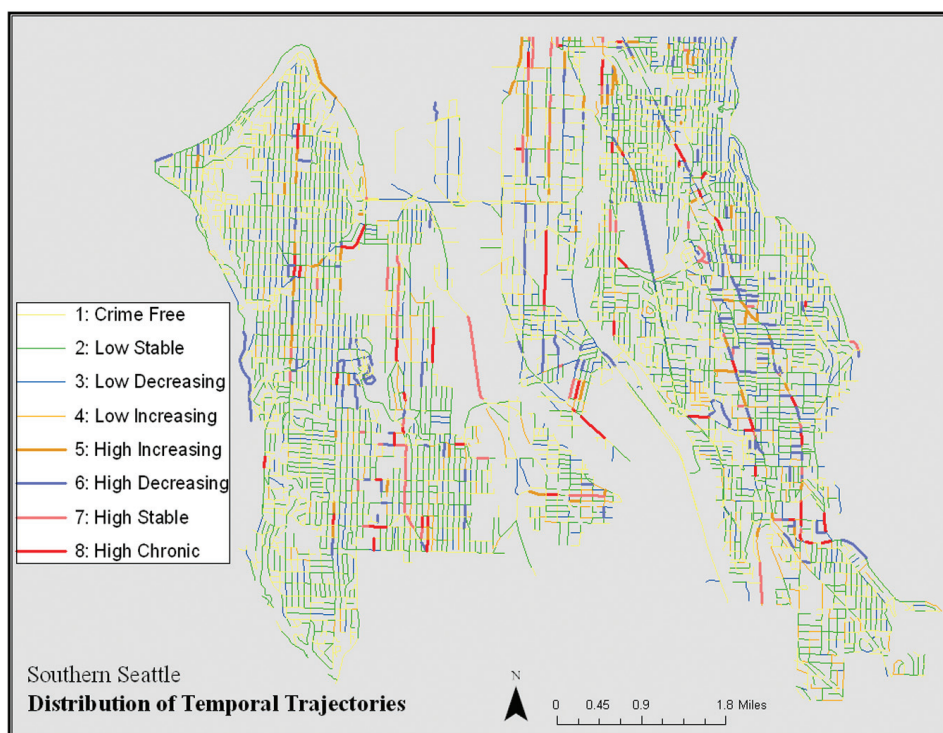 1: Crime Free
2: Low Stable
3: Low Decreasing
4: Low Increasing
5: High Increasing
6: High Decreasing
7: High Stable
8: High Chronic
Southern Seattle
Distribution of Temporal Trajectories
N
0 0.45 0.9 1.8 Miles